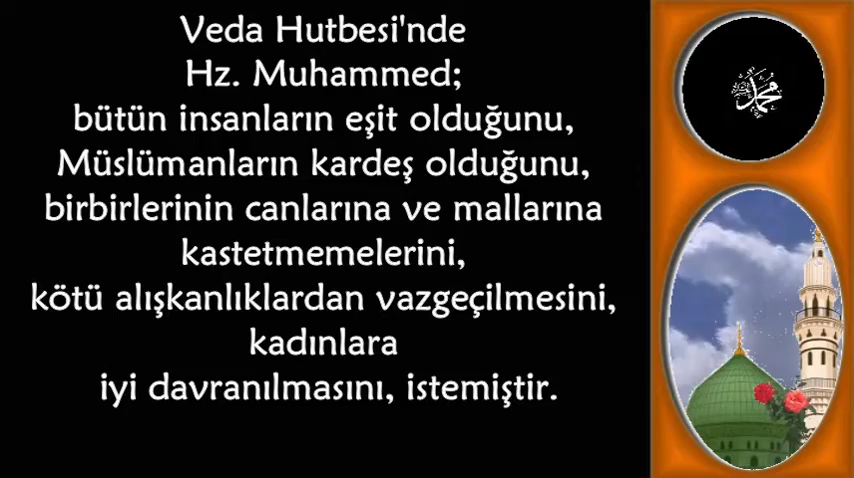 Veda Hutbesi'nde
Hz. Muhammed;
bütün insanların eşit olduğunu,
Müslümanların kardeş olduğunu,
birbirlerinin canlarına ve mallarına
kastetmemelerini,
kötü alışkanlıklardan vazgeçilmesini,
kadınlara
iyi davranılmasını, istemiştir.
محمد